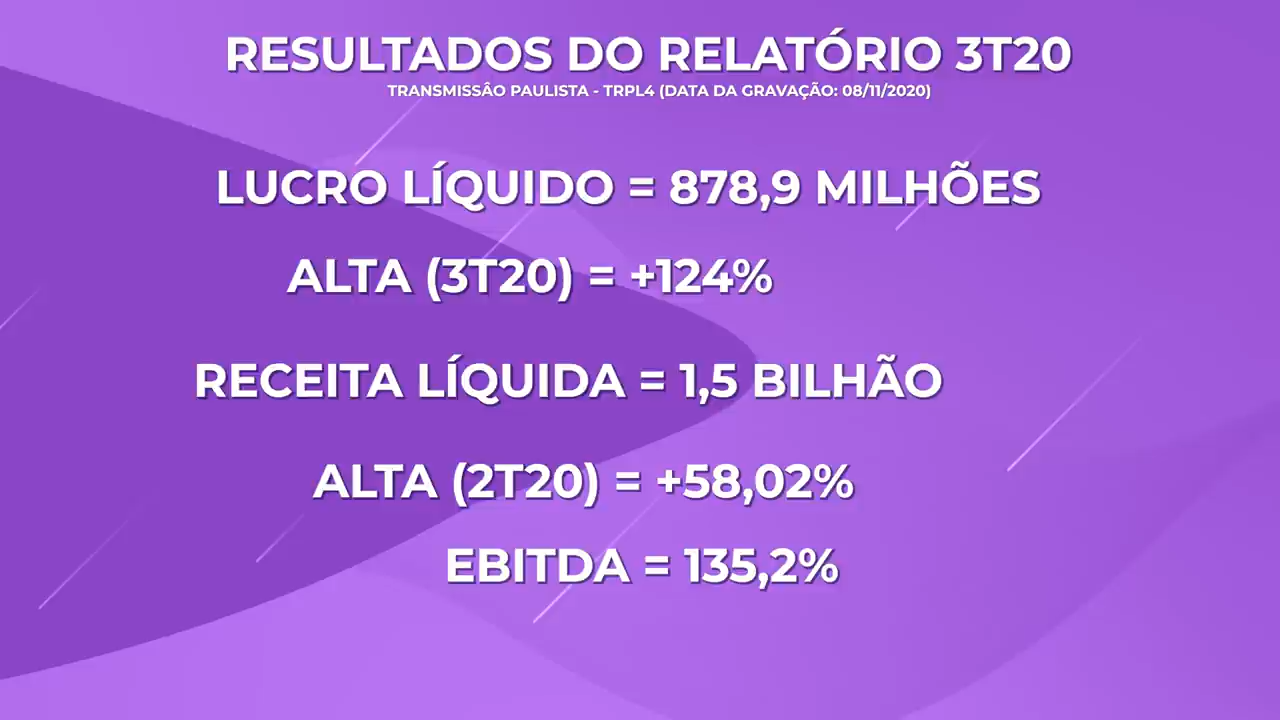 RESULTADOS DO RELATÓRIO 3T20
TRANSMISSÂO PAULISTA - TRPL4 (DATA DA GRAVAÇÃO: 08/11/2020)
LUCRO LÍQUIDO = 878,9 MILHÕES
ALTA (3T20) = +124%
RECEITA LÍQUIDA = 1,5 BILHÃO
ALTA (2T20) = +58,02%
EBITDA = 135,2%